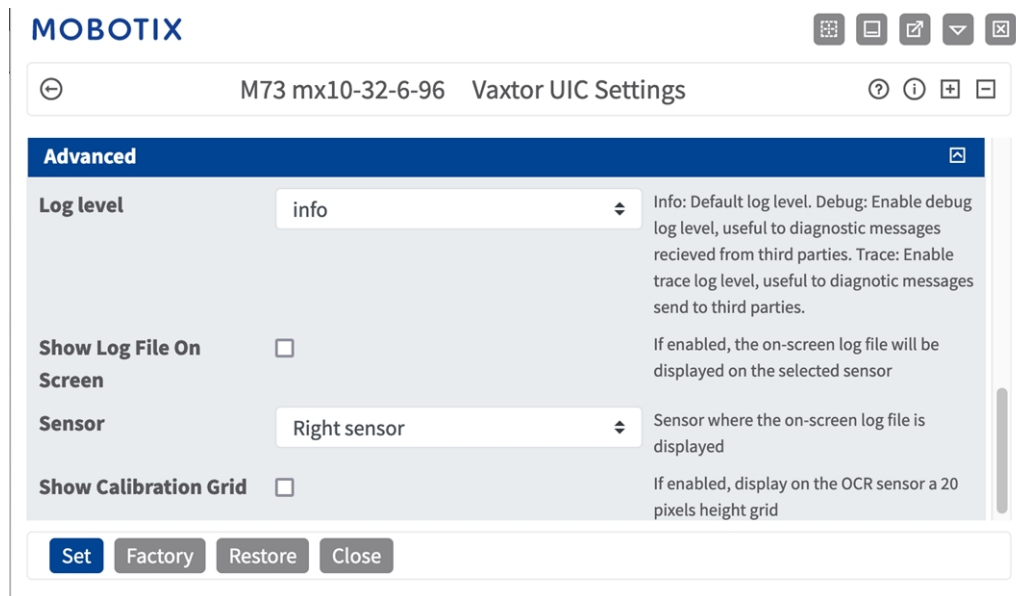 MOBOTIX
M73 mx10-32-6-96 Vaxtor UIC Settings
Advanced
Log level
info
Info: Default log level. Debug: Enable debug
log level, useful to diagnostic messages
recieved from third parties. Trace: Enable
trace log level, useful to diagnotic messages
send to third parties.
Show Log File On
Screen
If enabled, the on-screen log file will be
displayed on the selected sensor
Sensor
Right sensor
Sensor where the on-screen log file is
displayed
Show Calibration Grid
If enabled, display on the OCR sensor a 20
pixels height grid
Set Factory Restore Close